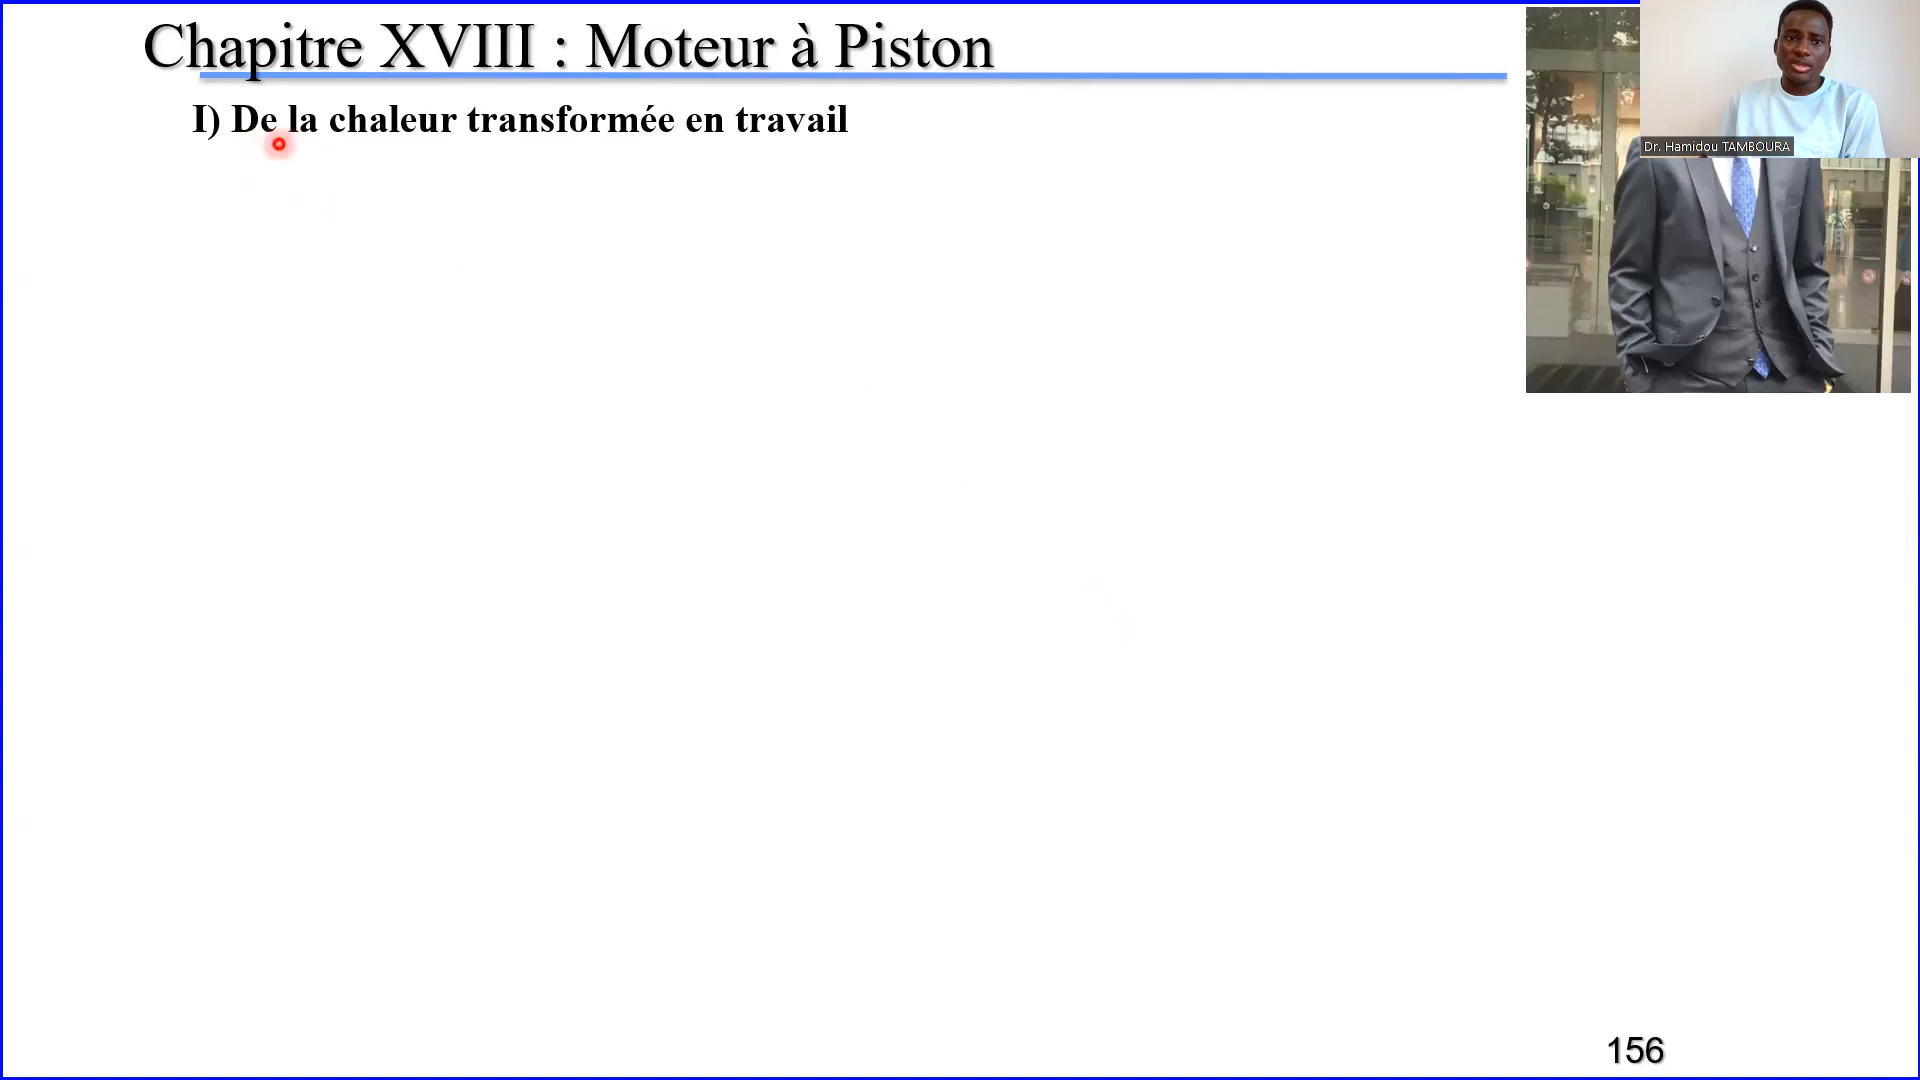 Chapitre XVIII : Moteur à Piston
I) De la chaleur transformée en travail
Dr. Hamidou TAMBOURA
156